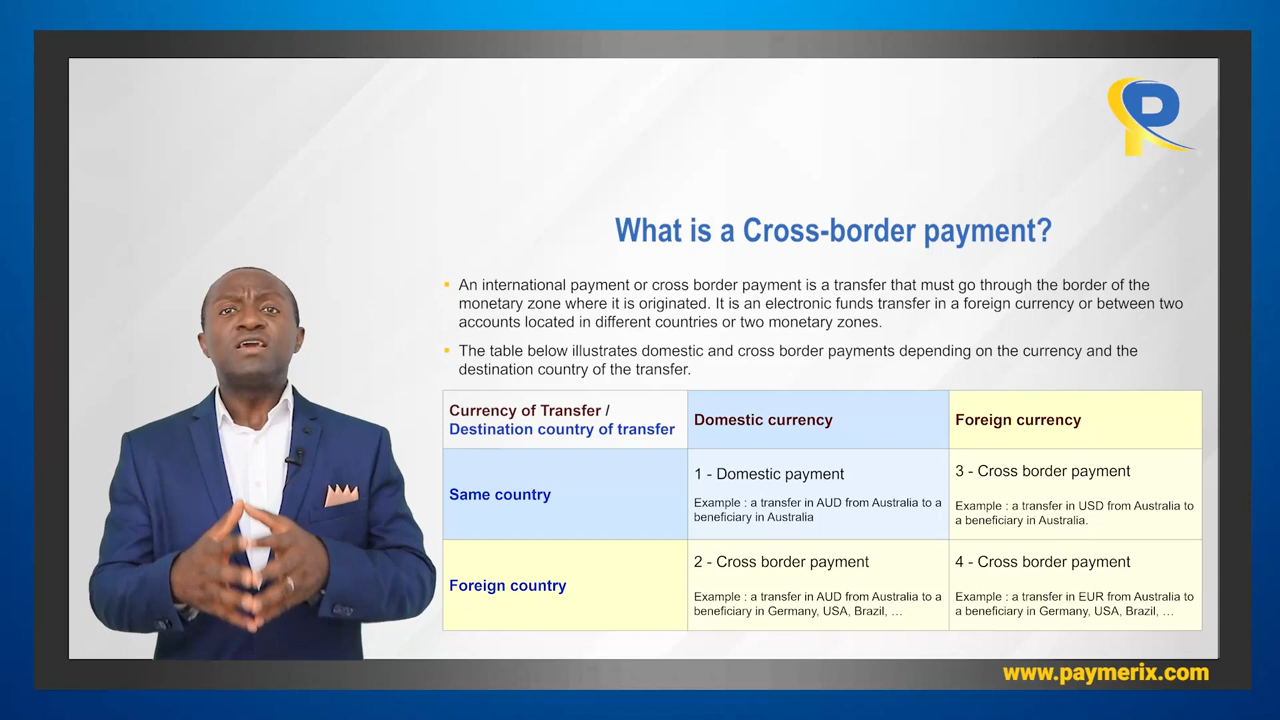 What is a Cross-border payment?
▪ An international payment or cross border payment is a transfer that must go through the border of the
monetary zone where it is originated. It is an electronic funds transfer in a foreign currency or between two
accounts located in different countries or two monetary zones.
▪ The table below illustrates domestic and cross border payments depending on the currency and the
destination country of the transfer.
Currency of Transfer /
Destination country of transfer
Domestic currency
Foreign currency
Same country
1 - Domestic payment
Example : a transfer in AUD from Australia to a
beneficiary in Australia
3 - Cross border payment
Example : a transfer in USD from Australia to
a beneficiary in Australia.
Foreign country
2 - Cross border payment
Example : a transfer in AUD from Australia to a
beneficiary in Germany, USA, Brazil, …
4 - Cross border payment
Example : a transfer in EUR from Australia to
a beneficiary in Germany, USA, Brazil, …
www.paymerix.com